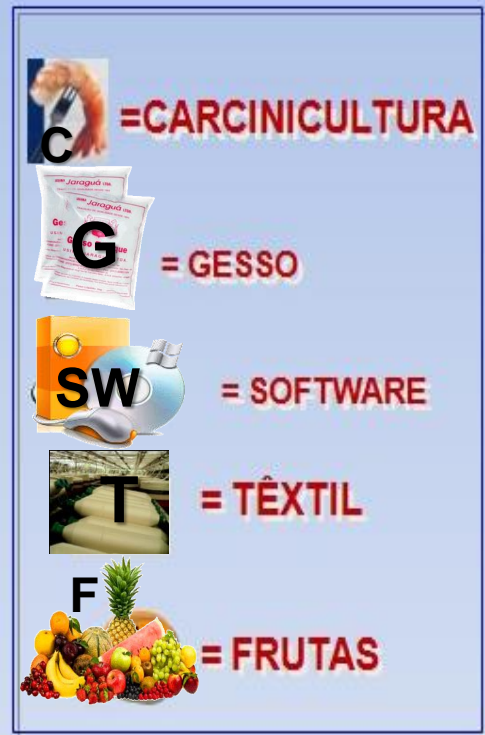 C
=CARCINICULTURA
Jaraguá
Jaraguá
G
= GESSO
SW
= SOFTWARE
T
= TÊXTIL
F
= FRUTAS